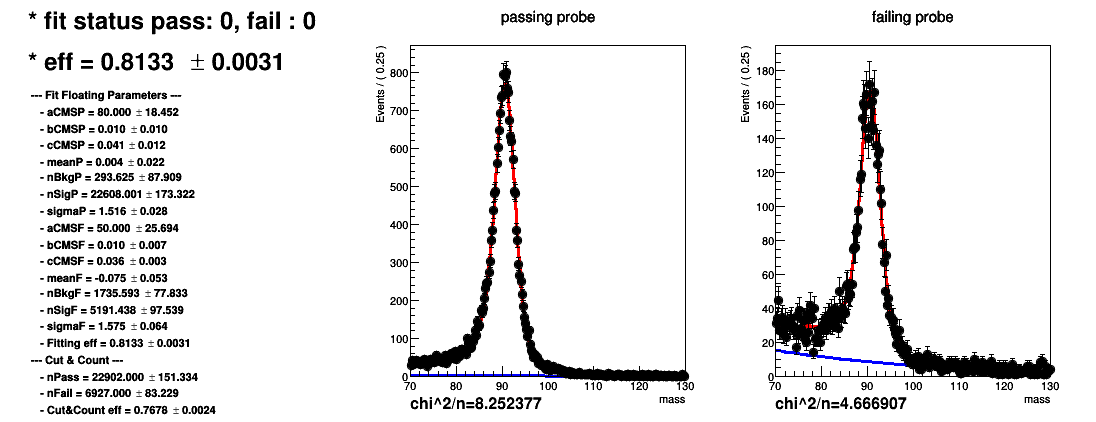 * fit status pass: 0, fail : 0
* eff = 0.8133 ± 0.0031
--- Fit Floating Parameters ---
- aCMSP = 80.000 ± 18.452
- bCMSP = 0.010 ± 0.010
- cCMSP = 0.041 ± 0.012
- meanP = 0.004 ± 0.022
- nBkgP = 293.625 ± 87.909
- nSigP = 22608.001 ± 173.322
- sigmaP = 1.516 ± 0.028
- aCMSF = 50.000 ± 25.694
- bCMSF = 0.010 ± 0.007
- cCMSF = 0.036 ± 0.003
- meanF = -0.075 ± 0.053
- nBkgF = 1735.593 ± 77.833
- nSigF = 5191.438 ± 97.539
- sigmaF = 1.575 ± 0.064
- Fitting eff = 0.8133 ± 0.0031
--- Cut & Count ---
- nPass = 22902.000 ± 151.334
- nFail = 6927.000 ± 83.229
- Cut&Count eff = 0.7678 ± 0.0024
passing probe
Events / ( 0.25 )
800
700
600
500
400
300
200
100
0
70 80 90 100 110 120 130
mass
chi^2/n=8.252377
failing probe
Events / ( 0.25 )
180
160
140
120
100
80
60
40
20
0
70 80 90 100 110 120 130
mass
chi^2/n=4.666907